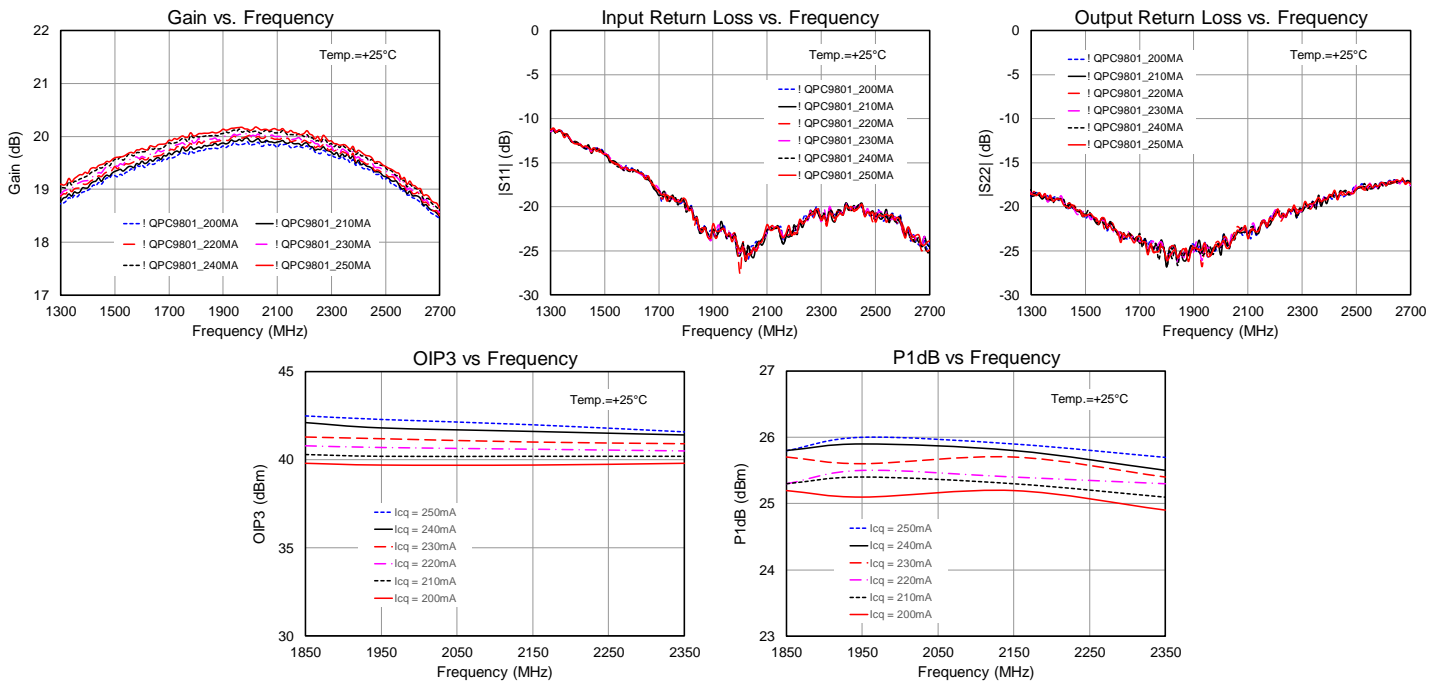 Gain vs. Frequency
22
21
20
19
18
17
Gain (dB)
Temp.=+25°C
! QPC9801_200MA
! QPC9801_210MA
! QPC9801_220MA
! QPC9801_230MA
! QPC9801_240MA
! QPC9801_250MA
1300 1500 1700 1900 2100 2300 2500 2700
Frequency (MHz)
Input Return Loss vs. Frequency
0
-5
-10
-15
-20
-25
-30
|S11| (dB)
Temp.=+25°C
! QPC9801_200MA
! QPC9801_210MA
! QPC9801_220MA
! QPC9801_230MA
! QPC9801_240MA
! QPC9801_250MA
1300 1500 1700 1900 2100 2300 2500 2700
Frequency (MHz)
Output Return Loss vs. Frequency
0
-5
-10
-15
-20
-25
-30
|S22| (dB)
Temp.=+25°C
! QPC9801_200MA
! QPC9801_210MA
! QPC9801_220MA
! QPC9801_230MA
! QPC9801_240MA
! QPC9801_250MA
1300 1500 1700 1900 2100 2300 2500 2700
Frequency (MHz)
OIP3 vs Frequency
45
40
35
30
OIP3 (dBm)
Temp.=+25°C
Icq = 250mA
Icq = 240mA
Icq = 230mA
Icq = 220mA
Icq = 210mA
Icq = 200mA
1850 1950 2050 2150 2250 2350
Frequency (MHz)
P1dB vs Frequency
27
26
25
24
23
P1dB (dBm)
Temp.=+25°C
Icq = 250mA
Icq = 240mA
Icq = 230mA
Icq = 220mA
Icq = 210mA
Icq = 200mA
1850 1950 2050 2150 2250 2350
Frequency (MHz)